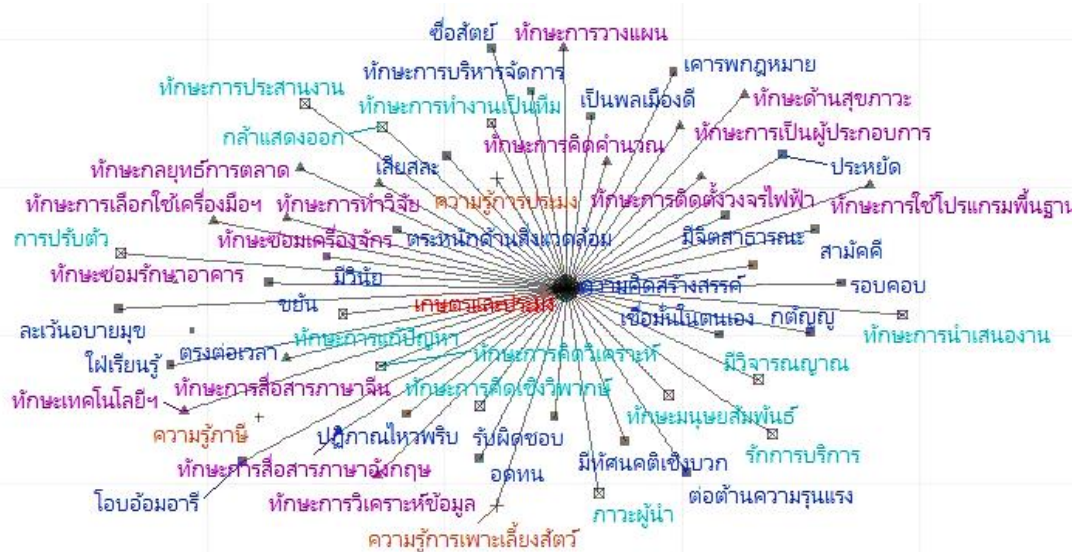 ซื่อสัตย์
ทักษะการวางแผน
ทักษะการบริหารจัดการ
เคารพกฎหมาย
ทักษะการประสานงาน
ทักษะการทำงานเป็นทีม
เป็นพลเมืองดี
ทักษะด้านสุขภาวะ
กล้าแสดงออก
ทักษะการคิดคำนวณ
ทักษะการเป็นผู้ประกอบการ
ทักษะกลยุทธ์การตลาด
เสียสละ
ประหยัด
ทักษะการเลือกใช้เครื่องมือฯ
ทักษะการทำวิจัย
ความรู้การประมง
ทักษะการติดตั้งวงจรไฟฟ้า
ทักษะการใช้โปรแกรมพื้นฐาน
การปรับตัว
ทักษะซ่อมเครื่องจักร
ตระหนักด้านสิ่งแวดล้อม
มีจิตสาธารณะ
สามัคคี
ทักษะซ่อมรักษาอาคาร
มีวินัย
ความคิดสร้างสรรค์
รอบคอบ
ขยัน
เกษตรและประมง
เชื่อมั่นในตนเอง
กตัญญู
ละเว้นอบายมุข
ทักษะการแก้ปัญหา
ทักษะการนำเสนองาน
ใฝ่เรียนรู้
ตรงต่อเวลา
ทักษะการคิดวิเคราะห์
มีวิจารณญาณ
ทักษะการสื่อสารภาษาจีน
ทักษะการคิดเชิงวิพากษ์
ทักษะเทคโนโลยีฯ
ทักษะมนุษยสัมพันธ์
ความรู้ภาษี
ปฏิภาณไหวพริบ
รับผิดชอบ
รักการบริการ
ทักษะการสื่อสารภาษาอังกฤษ
อดทน
มีทัศนคติเชิงบวก
โอบอ้อมอารี
ทักษะการวิเคราะห์ข้อมูล
ต่อต้านความรุนแรง
ภาวะผู้นำ
ความรู้การเพาะเลี้ยงสัตว์